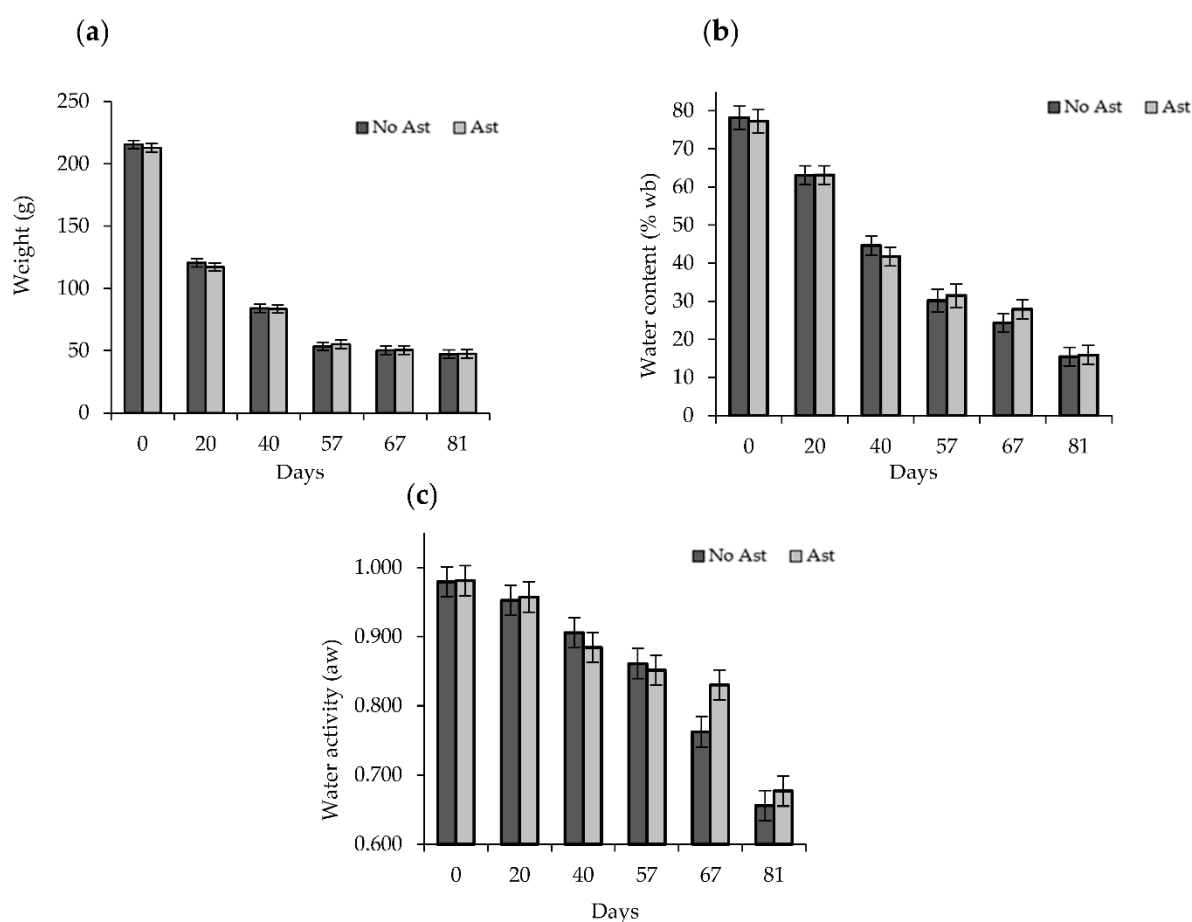 (a)
250
200
150
100
50
0
Weight (g)
No Ast Ast
0 20 40 57 67 81
Days
(b)
80
70
60
50
40
30
20
10
0
Water content (% wb)
No Ast Ast
0 20 40 57 67 81
Days
(c)
1.000
0.900
0.800
0.700
0.600
Water activity (aw)
No Ast Ast
0 20 40 57 67 81
Days